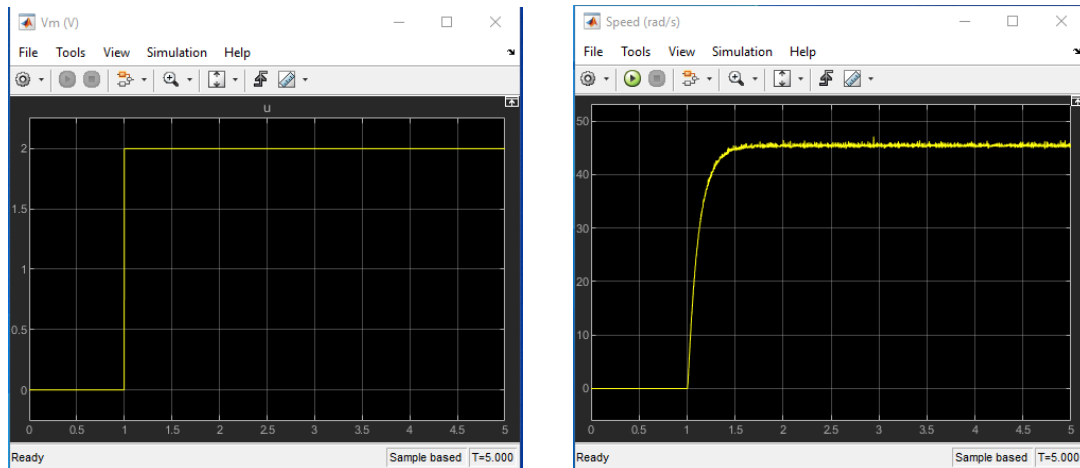 Vm (V)
File Tools View Simulation Help
u
2
1.5
1
0.5
0
0 0.5 1 1.5 2 2.5 3 3.5 4 4.5 5
Ready Sample based T=5.000
Speed (rad/s)
File Tools View Simulation Help
50
40
30
20
10
0
0 0.5 1 1.5 2 2.5 3 3.5 4 4.5 5
Ready Sample based T=5.000